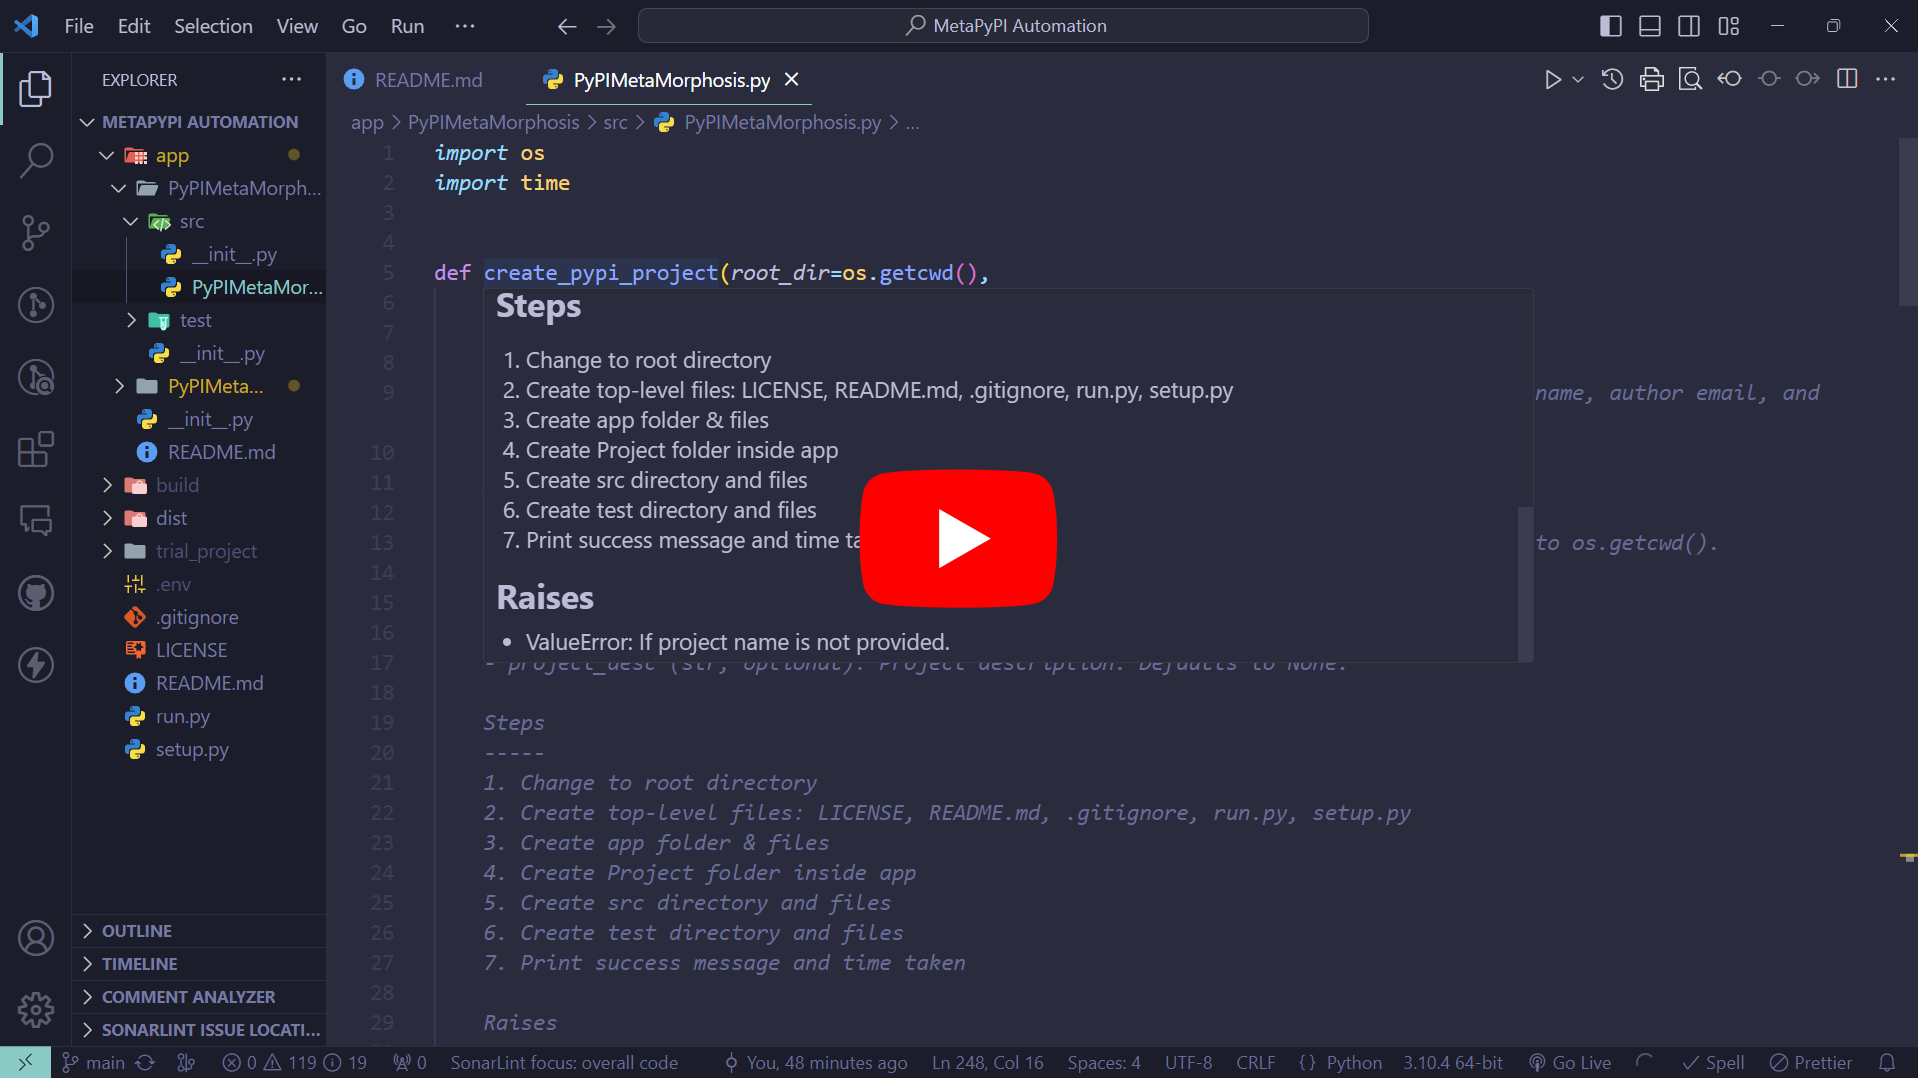 File Edit Selection View Go Run ...
MetaPyPI Automation
EXPLORER
METAPYPI AUTOMATION
app
PyPIMetaMorph...
src
__init__.py
PyPIMetaMor...
test
__init__.py
PyPIMeta...
__init__.py
README.md
build
dist
trial_project
.env
.gitignore
LICENSE
README.md
run.py
setup.py
OUTLINE
TIMELINE
COMMENT ANALYZER
SONARLINT ISSUE LOCATI...
README.md
PyPIMetaMorphosis.py
app > PyPIMetaMorphosis > src > PyPIMetaMorphosis.py > ...
1 import os
2 import time
3
4
5 def create_pypi_project(root_dir=os.getcwd(),
6
7
8
9 name, author email, and
10
11
12
13 to os.getcwd().
14
15
16
17 - project_desc (str, optional): Project description. Defaults to None.
18
19 Steps
20 -----
21 1. Change to root directory
22 2. Create top-level files: LICENSE, README.md, .gitignore, run.py, setup.py
23 3. Create app folder & files
24 4. Create Project folder inside app
25 5. Create src directory and files
26 6. Create test directory and files
27 7. Print success message and time taken
28
29 Raises
Steps
1. Change to root directory
2. Create top-level files: LICENSE, README.md, .gitignore, run.py, setup.py
3. Create app folder & files
4. Create Project folder inside app
5. Create src directory and files
6. Create test directory and files
7. Print success message and time ta
Raises
• ValueError: If project name is not provided.
main 0 119 19 0 SonarLint focus: overall code You, 48 minutes ago Ln 248, Col 16 Spaces: 4 UTF-8 CRLF {} Python 3.10.4 64-bit Go Live Spell Prettier